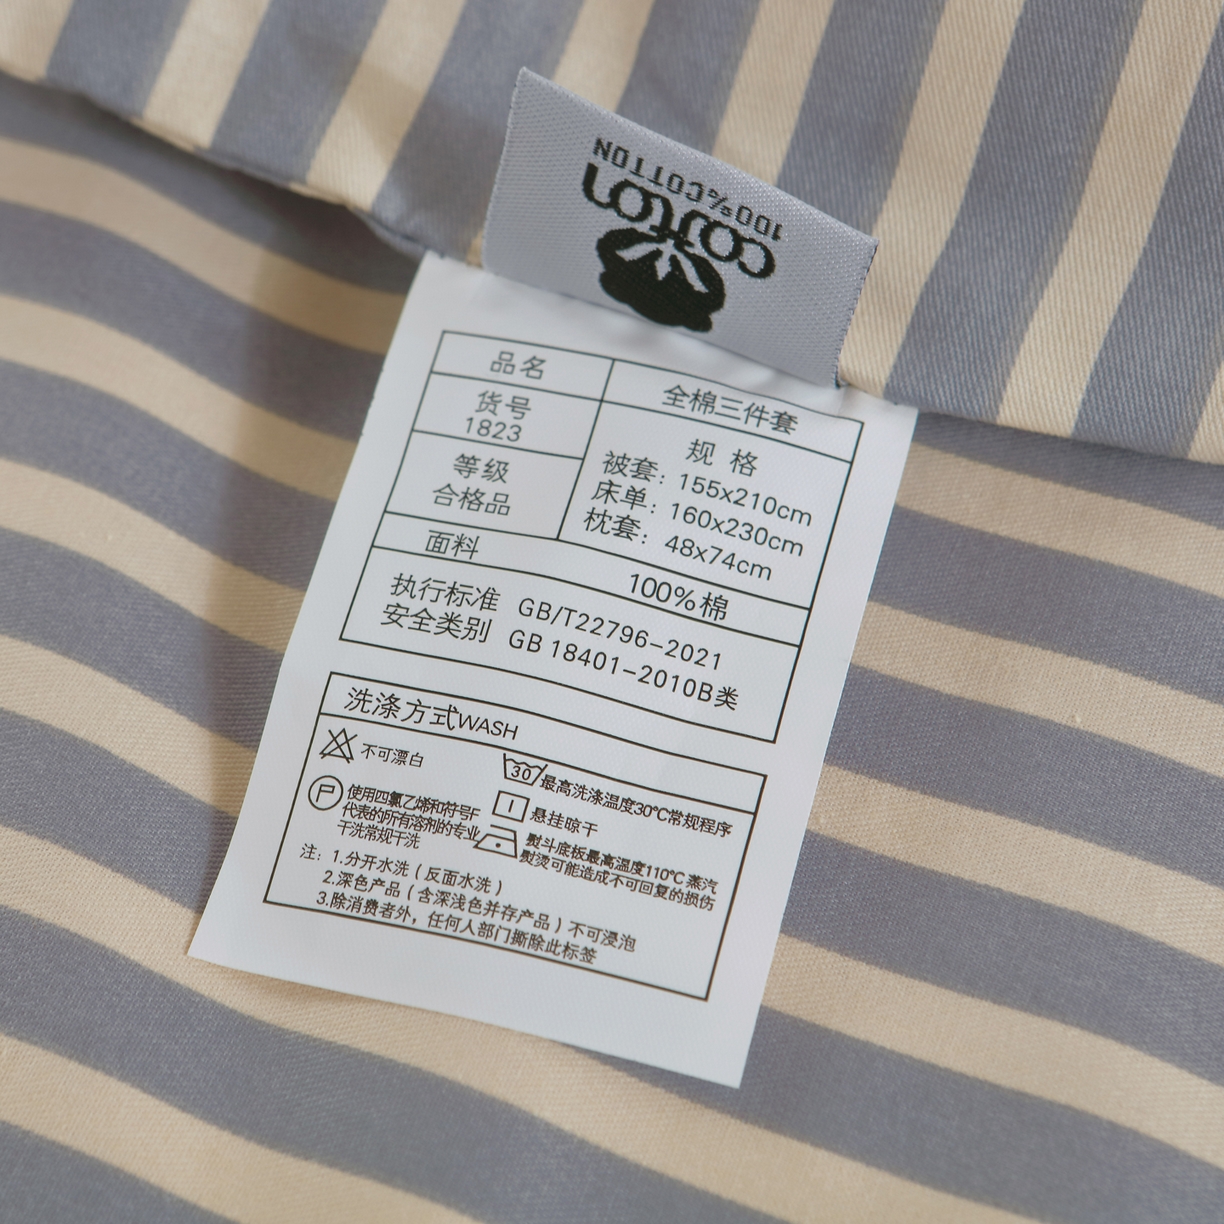 cotton
100%COTTON
品名
全棉三件套
货号
1823
等级
合格品
规 格
被套：155x210cm
床单：160x230cm
枕套：48x74cm
面料
100%棉
执行标准 GB/T22796-2021
安全类别 GB 18401-2010B类
洗涤方式WASH
不可漂白
30 最高洗涤温度30℃常规程序
P 使用四氯乙烯和符号F
代表的所有溶剂的专业
干洗常规干洗
悬挂晾干
熨斗底板最高温度110℃蒸汽
熨烫可能造成不可回复的损伤
注：1.分开水洗（反面水洗）
2.深色产品（含深浅色并存产品）不可浸泡
3.除消费者外，任何人部门撕除此标签